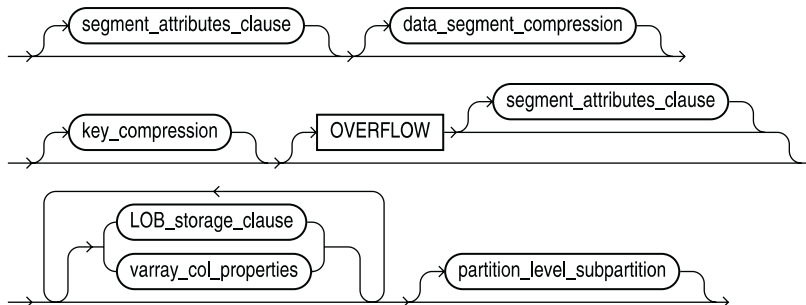 segment_attributes_clause data_segment_compression
segment_attributes_clause
key_compression OVERFLOW
LOB_storage_clause
varray_col_properties partition_level_subpartition